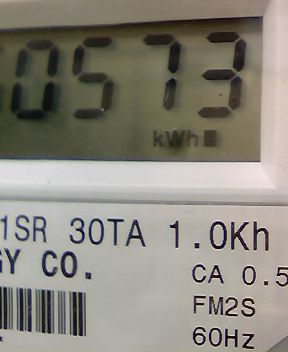 0573
kWh
1SR 30TA 1.0Kh
GY CO.
CA 0.5
FM2S
60Hz